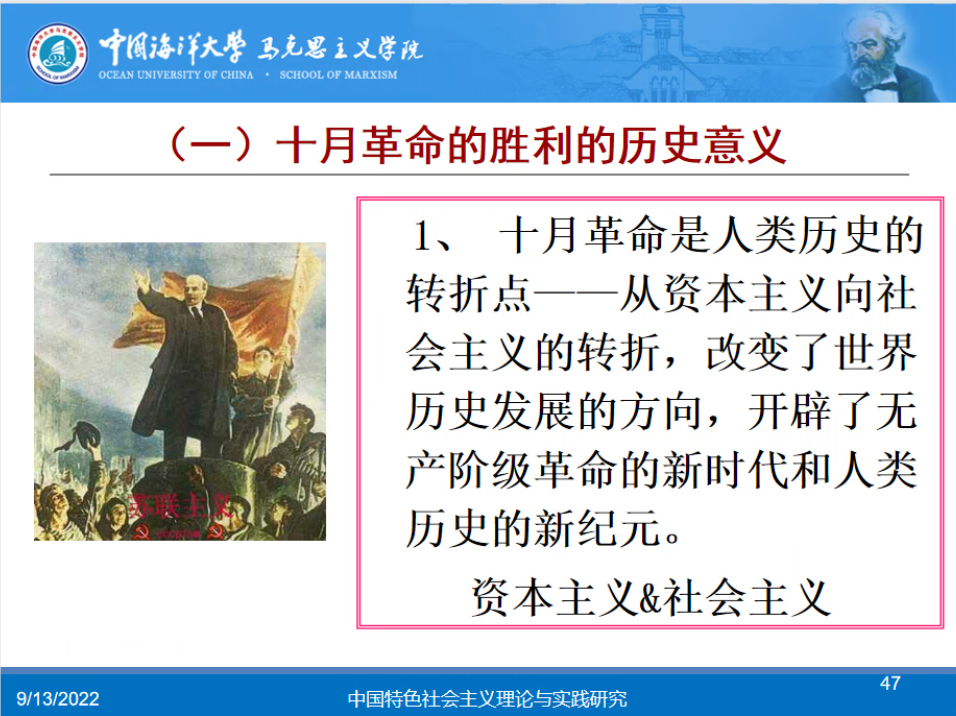 中国海洋大学 马克思主义学院
OCEAN UNIVERSITY OF CHINA · SCHOOL OF MARXISM
（一）十月革命的胜利的历史意义
1、 十月革命是人类历史的
转折点——从资本主义向社
会主义的转折，改变了世界
历史发展的方向，开辟了无
产阶级革命的新时代和人类
历史的新纪元。
资本主义&社会主义
苏联主义
9/13/2022
中国特色社会主义理论与实践研究
47